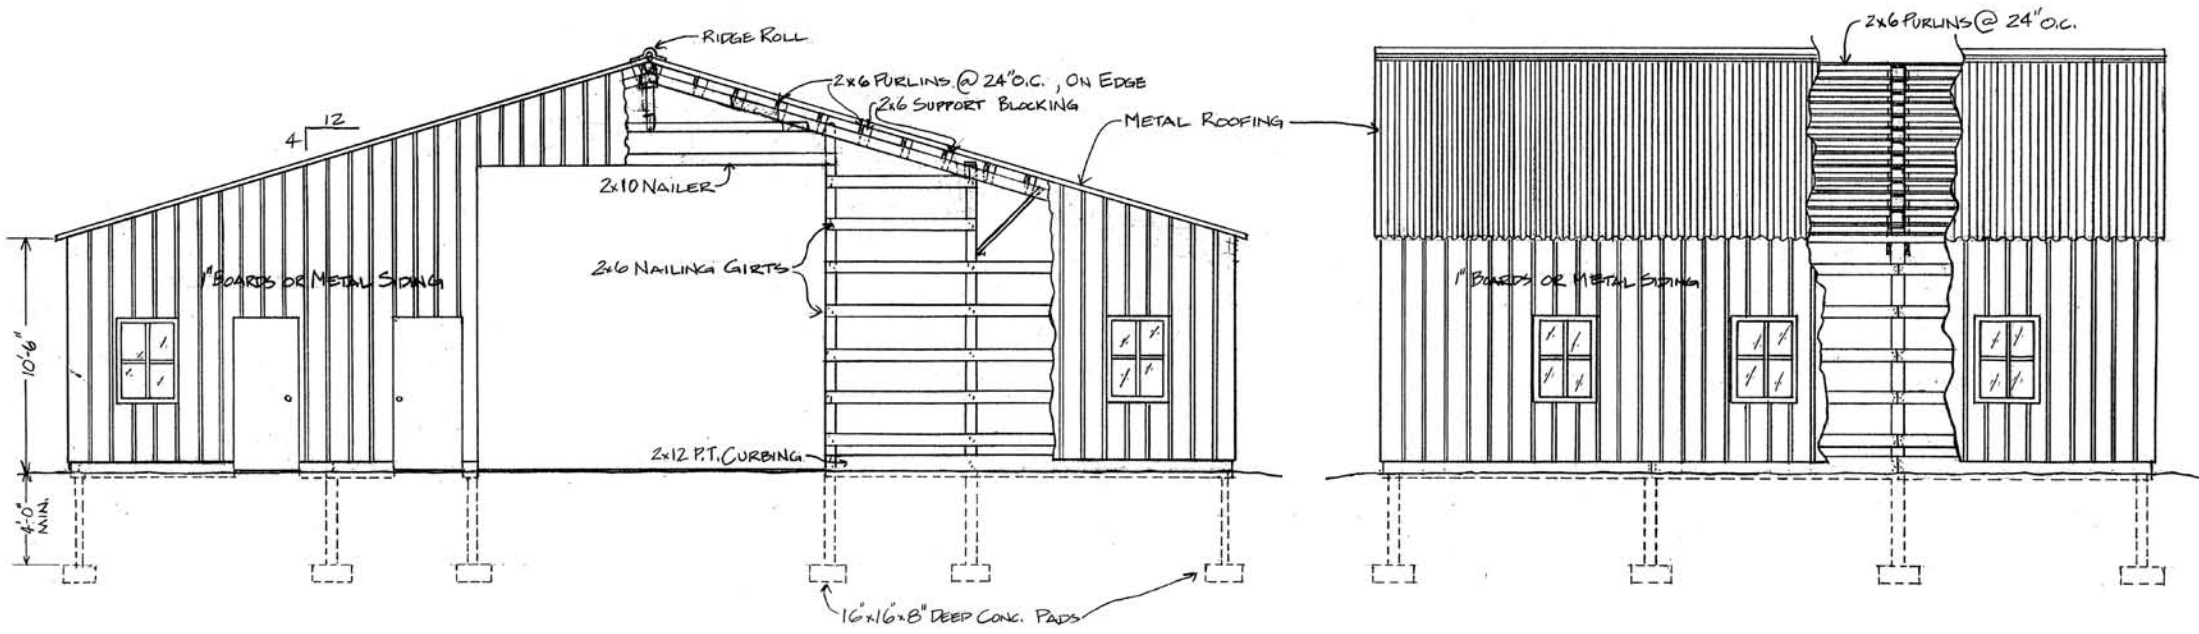 RIDGE ROLL
2x6 PURLINS @ 24" O.C.
2x6 PURLINS @ 24" O.C., ON EDGE
2x6 SUPPORT BLOCKING
METAL ROOFING
12
4
2x10 NAILER
2x6 NAILING GIRTS
1" BOARDS OR METAL SIDING
1" BOARDS OR METAL SIDING
10'-6"
2x12 P.T. CURBING
4'-0"
MIN.
16"x16"x8" DEEP CONC. PADS